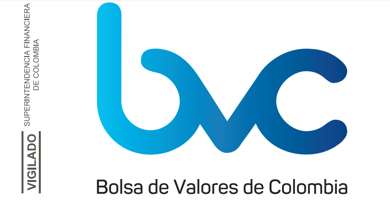 VIGILADO
SUPERINTENDENCIA FINANCIERA
DE COLOMBIA
bvc
Bolsa de Valores de Colombia